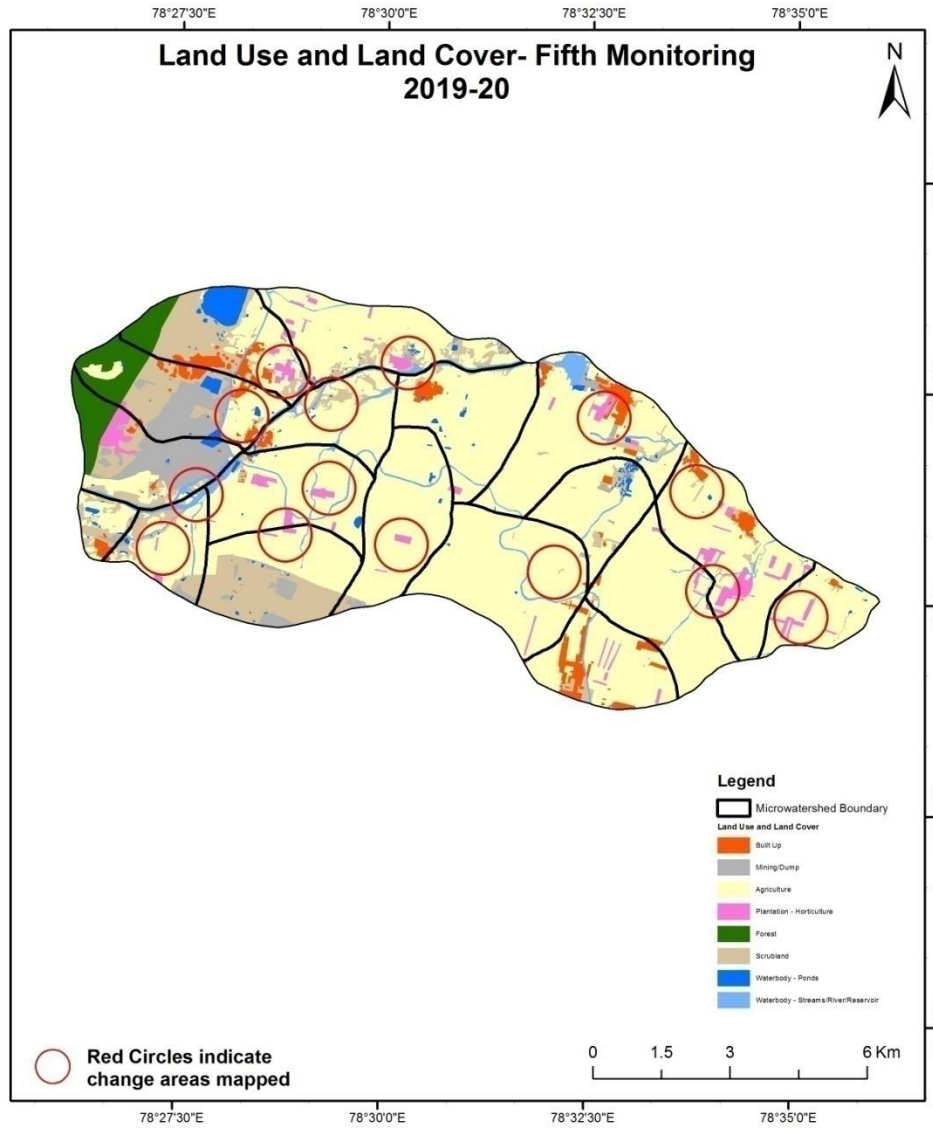 78°27'30"E 78°30'0"E 78°32'30"E 78°35'0"E
Land Use and Land Cover- Fifth Monitoring
2019-20
N
Legend
Microwatershed Boundary
Land Use and Land Cover
Built Up
Mining/Dump
Agriculture
Plantation - Horticulture
Forest
Scrubland
Waterbody - Ponds
Waterbody - Streams/River/Reservoir
Red Circles indicate
change areas mapped
0 1.5 3 6 Km
78°27'30"E 78°30'0"E 78°32'30"E 78°35'0"E